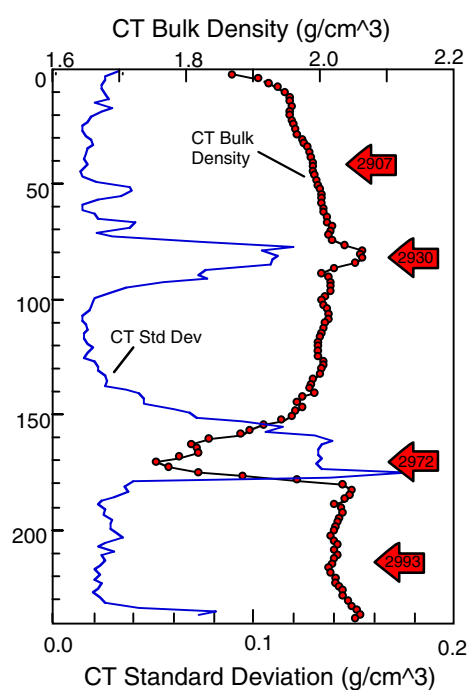 CT Bulk Density (g/cm^3)
1.6 1.8 2.0 2.2
0
CT Bulk
Density
2907
50
2930
100
CT Std Dev
150
2972
200
2993
0.0 0.1 0.2
CT Standard Deviation (g/cm^3)